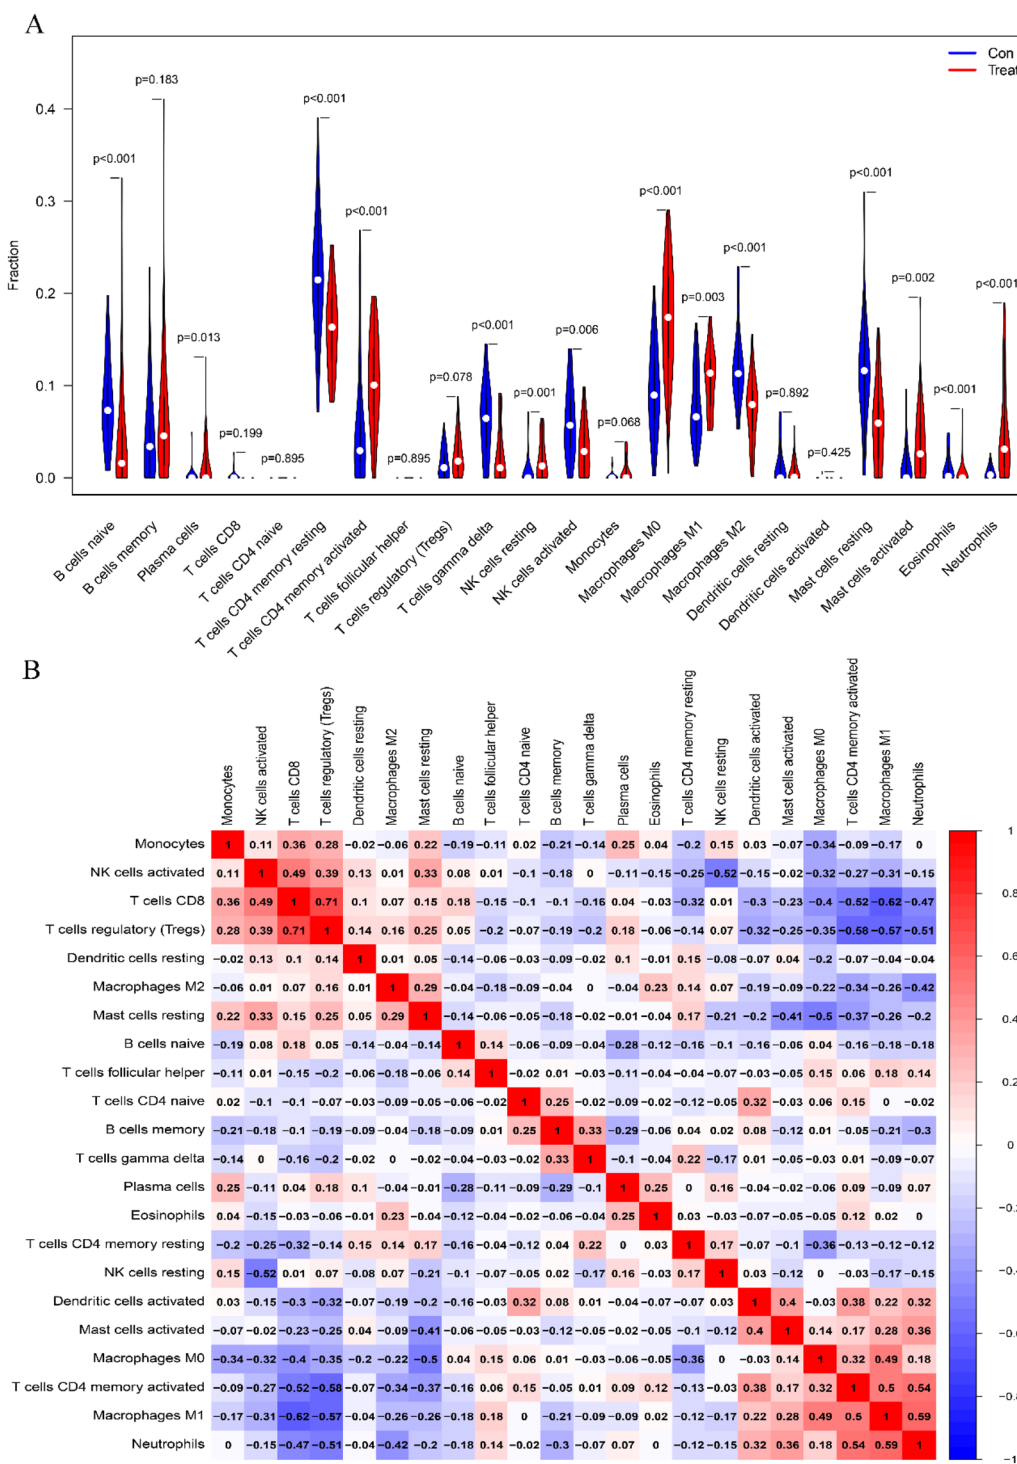 A
Con
Treat
Fraction
0.4
0.3
0.2
0.1
0.0
p<0.001
p=0.183
p=0.013
p=0.199
p=0.895
p<0.001
p<0.001
p=0.895
p=0.078
p<0.001
p=0.001
p=0.006
p=0.068
p<0.001
p=0.003
p<0.001
p=0.892
p=0.425
p<0.001
p=0.002
p<0.001
p<0.001
B cells naive
B cells memory
Plasma cells
T cells CD8
T cells CD4 naive
T cells CD4 memory resting
T cells CD4 memory activated
T cells follicular helper
T cells regulatory (Tregs)
T cells gamma delta
NK cells resting
NK cells activated
Monocytes
Macrophages M0
Macrophages M1
Macrophages M2
Dendritic cells resting
Dendritic cells activated
Mast cells resting
Mast cells activated
Eosinophils
Neutrophils
B
Monocytes
NK cells activated
T cells CD8
T cells regulatory (Tregs)
Dendritic cells resting
Macrophages M2
Mast cells resting
B cells naive
T cells follicular helper
T cells CD4 naive
B cells memory
T cells gamma delta
Plasma cells
Eosinophils
T cells CD4 memory resting
NK cells resting
Dendritic cells activated
Mast cells activated
Macrophages M0
T cells CD4 memory activated
Macrophages M1
Neutrophils
Monocytes 1 0.11 0.36 0.28 −0.02 −0.06 0.22 −0.19 −0.11 0.02 −0.21 −0.14 0.25 0.04 −0.2 0.15 0.03 −0.07 −0.34 −0.09 −0.17 0
NK cells activated 0.11 1 0.49 0.39 0.13 0.01 0.33 0.08 0.01 −0.1 −0.18 0 −0.11 −0.15 −0.25 −0.52 −0.15 −0.02 −0.32 −0.27 −0.31 −0.15
T cells CD8 0.36 0.49 1 0.71 0.1 0.07 0.15 0.18 −0.15 −0.1 −0.1 −0.16 0.04 −0.03 −0.32 0.01 −0.3 −0.23 −0.4 −0.52 −0.62 −0.47
T cells regulatory (Tregs) 0.28 0.39 0.71 1 0.14 0.16 0.25 0.05 −0.2 −0.07 −0.19 −0.2 0.18 −0.06 −0.14 0.07 −0.32 −0.25 −0.35 −0.58 −0.57 −0.51
Dendritic cells resting −0.02 0.13 0.1 0.14 1 0.01 0.05 −0.14 −0.06 −0.03 −0.09 −0.02 0.1 −0.01 0.15 −0.08 −0.07 0.04 −0.2 −0.07 −0.04 −0.04
Macrophages M2 −0.06 0.01 0.07 0.16 0.01 1 0.29 −0.04 −0.18 −0.09 −0.04 0 −0.04 0.23 0.14 0.07 −0.19 −0.09 −0.22 −0.34 −0.26 −0.42
Mast cells resting 0.22 0.33 0.15 0.25 0.05 0.29 1 −0.14 −0.06 −0.05 −0.18 −0.02 −0.01 −0.04 0.17 −0.21 −0.2 −0.41 −0.5 −0.37 −0.26 −0.2
B cells naive −0.19 0.08 0.18 0.05 −0.14 −0.04 −0.14 1 0.14 −0.06 −0.09 −0.04 −0.28 −0.12 −0.16 −0.1 −0.16 −0.06 0.04 −0.16 −0.18 −0.18
T cells follicular helper −0.11 0.01 −0.15 −0.2 −0.06 −0.18 −0.06 0.14 1 −0.02 0.01 −0.03 −0.11 −0.04 −0.04 −0.07 −0.03 −0.05 0.15 0.06 0.18 0.14
T cells CD4 naive 0.02 −0.1 −0.1 −0.07 −0.03 −0.09 −0.05 −0.06 −0.02 1 0.25 −0.02 −0.09 −0.02 −0.12 −0.05 0.32 −0.03 0.06 0.15 0 −0.02
B cells memory −0.21 −0.18 −0.1 −0.19 −0.09 −0.04 −0.18 −0.09 0.01 0.25 1 0.33 −0.29 −0.06 0.04 0.02 0.08 −0.12 0.01 −0.05 −0.21 −0.3
T cells gamma delta −0.14 0 −0.16 −0.2 −0.02 0 −0.02 −0.04 −0.03 −0.02 0.33 1 −0.1 −0.04 0.22 −0.17 0.01 −0.05 −0.03 0.01 −0.09 −0.07
Plasma cells 0.25 −0.11 0.04 0.18 0.1 −0.04 −0.01 −0.28 −0.11 −0.09 −0.29 −0.1 1 0.25 0 0.16 −0.04 −0.02 −0.06 0.09 −0.09 0.07
Eosinophils 0.04 −0.15 −0.03 −0.06 −0.01 0.23 −0.04 −0.12 −0.04 −0.02 −0.06 −0.04 0.25 1 0.03 −0.03 −0.07 −0.05 −0.05 0.12 0.02 0
T cells CD4 memory resting −0.2 −0.25 −0.32 −0.14 0.15 0.14 0.17 −0.16 −0.04 −0.12 0.04 0.22 0 0.03 1 0.17 −0.07 −0.1 −0.36 −0.13 −0.12 −0.12
NK cells resting 0.15 −0.52 0.01 0.07 −0.08 0.07 −0.21 −0.1 −0.07 −0.05 0.02 −0.17 0.16 −0.03 0.17 1 0.03 −0.12 0 −0.03 −0.17 −0.15
Dendritic cells activated 0.03 −0.15 −0.3 −0.32 −0.07 −0.19 −0.2 −0.16 −0.03 0.32 0.08 0.01 −0.04 −0.07 −0.07 0.03 1 0.4 −0.03 0.38 0.22 0.32
Mast cells activated −0.07 −0.02 −0.23 −0.25 0.04 −0.09 −0.41 −0.06 −0.05 −0.03 −0.12 −0.05 −0.02 −0.05 −0.1 −0.12 0.4 1 0.14 0.17 0.28 0.36
Macrophages M0 −0.34 −0.32 −0.4 −0.35 −0.2 −0.22 −0.5 0.04 0.15 0.06 0.01 −0.03 −0.06 −0.05 −0.36 0 −0.03 0.14 1 0.32 0.49 0.18
T cells CD4 memory activated −0.09 −0.27 −0.52 −0.58 −0.07 −0.34 −0.37 −0.16 0.06 0.15 −0.05 0.01 0.09 0.12 −0.13 −0.03 0.38 0.17 0.32 1 0.5 0.54
Macrophages M1 −0.17 −0.31 −0.62 −0.57 −0.04 −0.26 −0.26 −0.18 0.18 0 −0.21 −0.09 −0.09 0.02 −0.12 −0.17 0.22 0.28 0.49 0.5 1 0.59
Neutrophils 0 −0.15 −0.47 −0.51 −0.04 −0.42 −0.2 −0.18 0.14 −0.02 −0.3 −0.07 0.07 0 −0.12 −0.15 0.32 0.36 0.18 0.54 0.59 1
1
0.8
0.6
0.4
0.2
0
−0.2
−0.4
−0.6
−0.8
−1